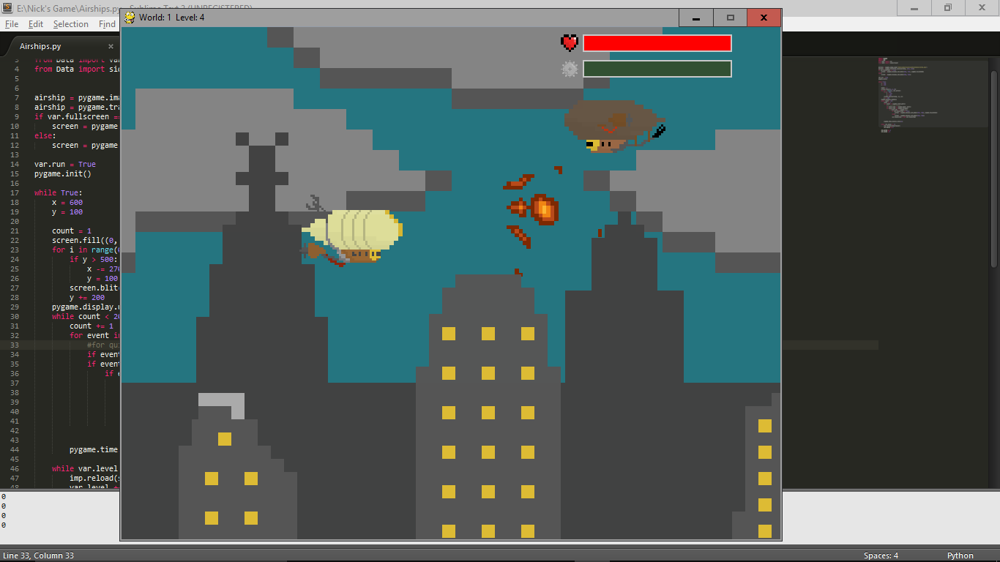 E:\Nick's Game\Airships.py - Sublime Text 2 (UNREGISTERED)
World: 1 Level: 4
File Edit Selection Find
Airships.py
3 from Data import var
4 from Data import
5
6
7 airship = pygame.
8 airship = pygame.
9 if var.fullscreen ==
10 screen = pygame
11 else:
12 screen = pygame
13
14 var.run = True
15 pygame.init()
16
17 while True:
18 x = 600
19 y = 100
20
21 count = 1
22 screen.fill((0,
23 for i in range(
24 if y > 500:
25 x -= 270
26 y = 100
27 screen.blit
28 y += 200
29 pygame.display.
30 while count < 20
31 count += 1
32 for event in
33 #for
34 if event
35 if event
36 if
37
38
39
40
41
42
43
44 pygame.time
45
46 while var.level
47 imp.reload(
48 var.level
0
0
0
0
Line 33, Column 33 Spaces: 4 Python